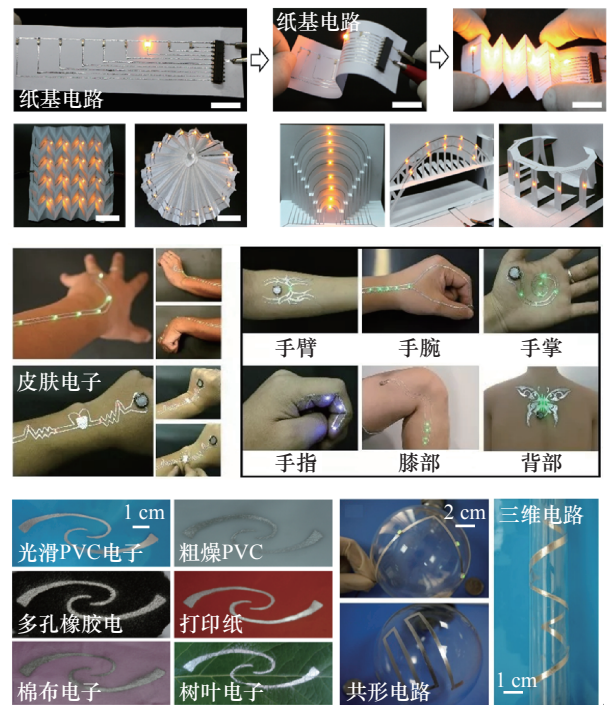 纸基电路
纸基电路
皮肤电子
手臂
手腕
手掌
手指
膝部
背部
1 cm
光滑PVC电子
粗燥PVC
多孔橡胶电
打印纸
棉布电子
树叶电子
2 cm
共形电路
三维电路
1 cm